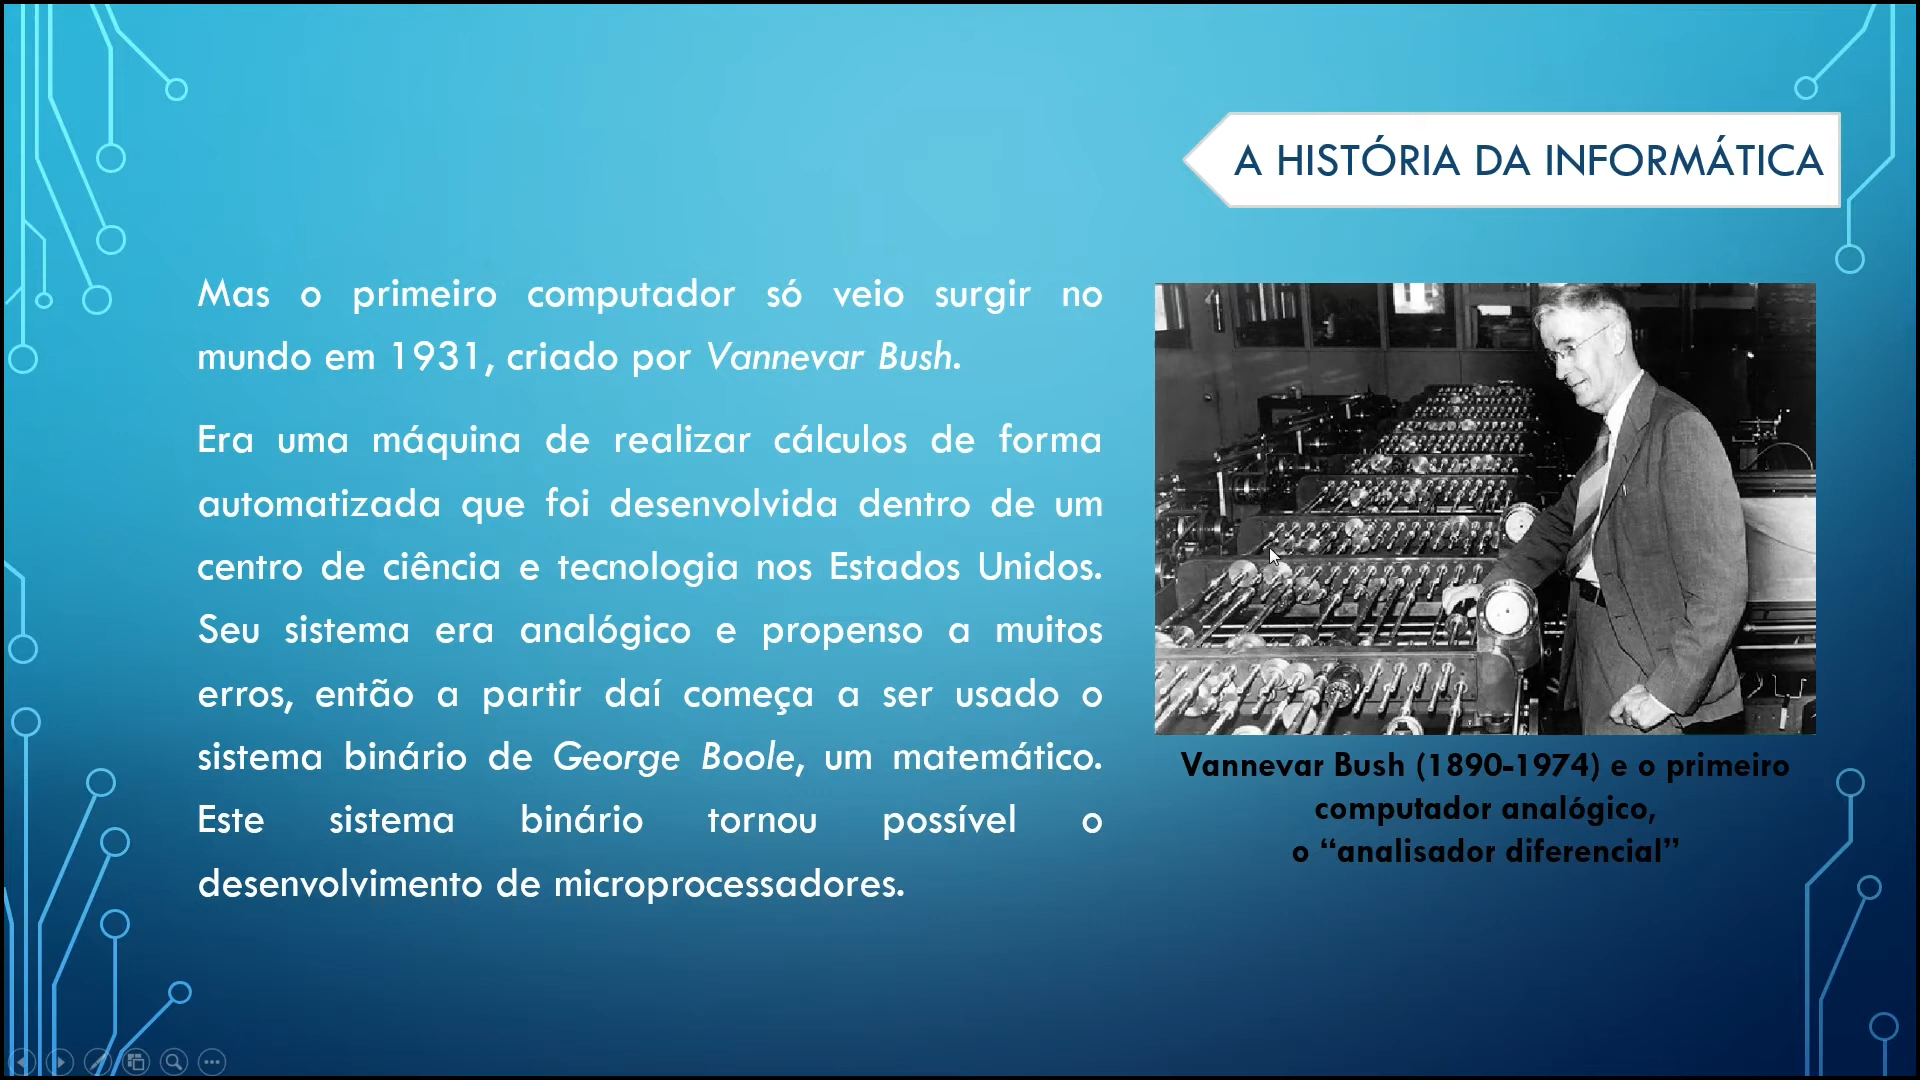 A HISTÓRIA DA INFORMÁTICA
Mas o primeiro computador só veio surgir no
mundo em 1931, criado por Vannevar Bush.
Era uma máquina de realizar cálculos de forma
automatizada que foi desenvolvida dentro de um
centro de ciência e tecnologia nos Estados Unidos.
Seu sistema era analógico e propenso a muitos
erros, então a partir daí começa a ser usado o
sistema binário de George Boole, um matemático.
Este sistema binário tornou possível o
desenvolvimento de microprocessadores.
Vannevar Bush (1890-1974) e o primeiro
computador analógico,
o “analisador diferencial”